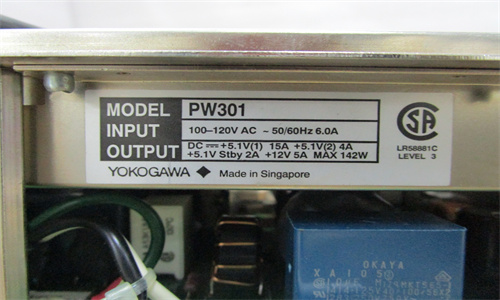 MODEL PW301
INPUT 100–120V AC ~ 50/60Hz 6.0A
OUTPUT DC ⎓ +5.1V(1) 15A +5.1V(2) 4A
+5.1V Stby 2A +12V 5A MAX 142W
YOKOGAWA ◆ Made in Singapore
SA
LR58881C
LEVEL 3
OKAYA